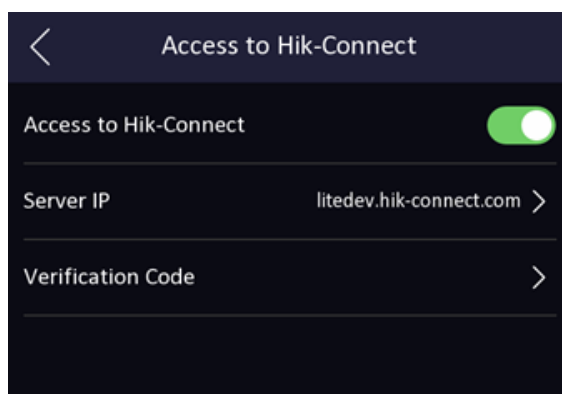 Access to Hik-Connect
Access to Hik-Connect
Server IP litedev.hik-connect.com
Verification Code